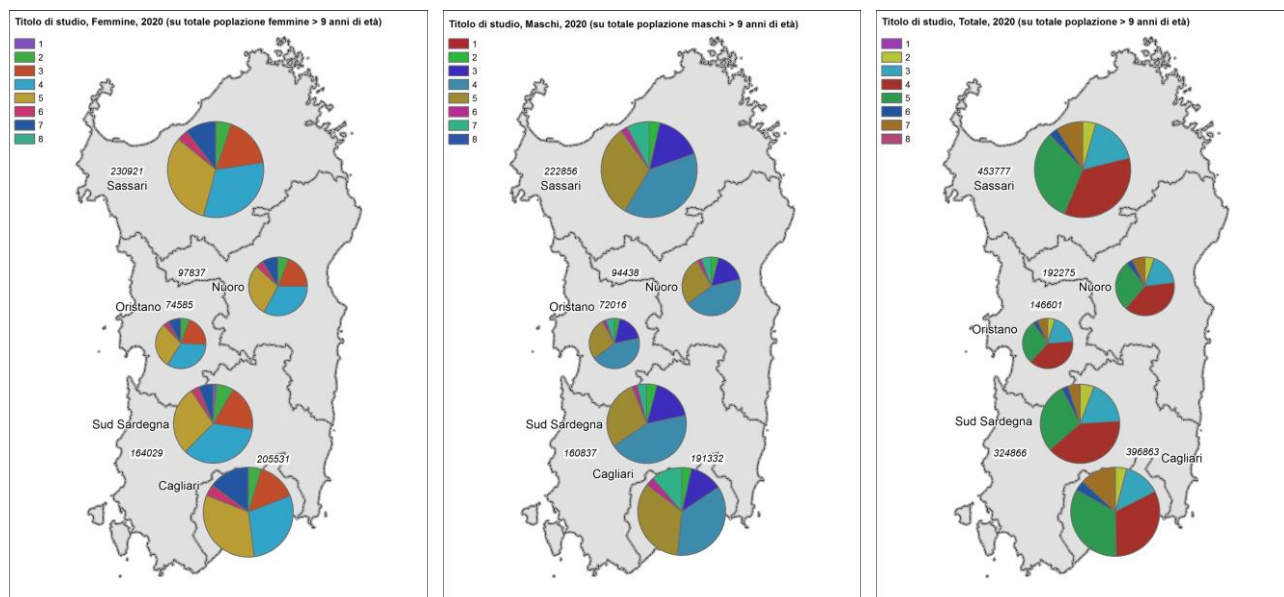 Titolo di studio, Femmine, 2020 (su totale poplazione femmine > 9 anni di età)
1
2
3
4
5
6
7
8
230921
Sassari
97837
Nuoro
Oristano
74585
Sud Sardegna
164029
205531
Cagliari
Titolo di studio, Maschi, 2020 (su totale poplazione maschi > 9 anni di età)
1
2
3
4
5
6
7
8
222856
Sassari
94438
Nuoro
Oristano
72016
Sud Sardegna
160837
191332
Cagliari
Titolo di studio, Totale, 2020 (su totale poplazione > 9 anni di età)
1
2
3
4
5
6
7
8
453777
Sassari
192275
Nuoro
146601
Oristano
Sud Sardegna
324866
396863
Cagliari